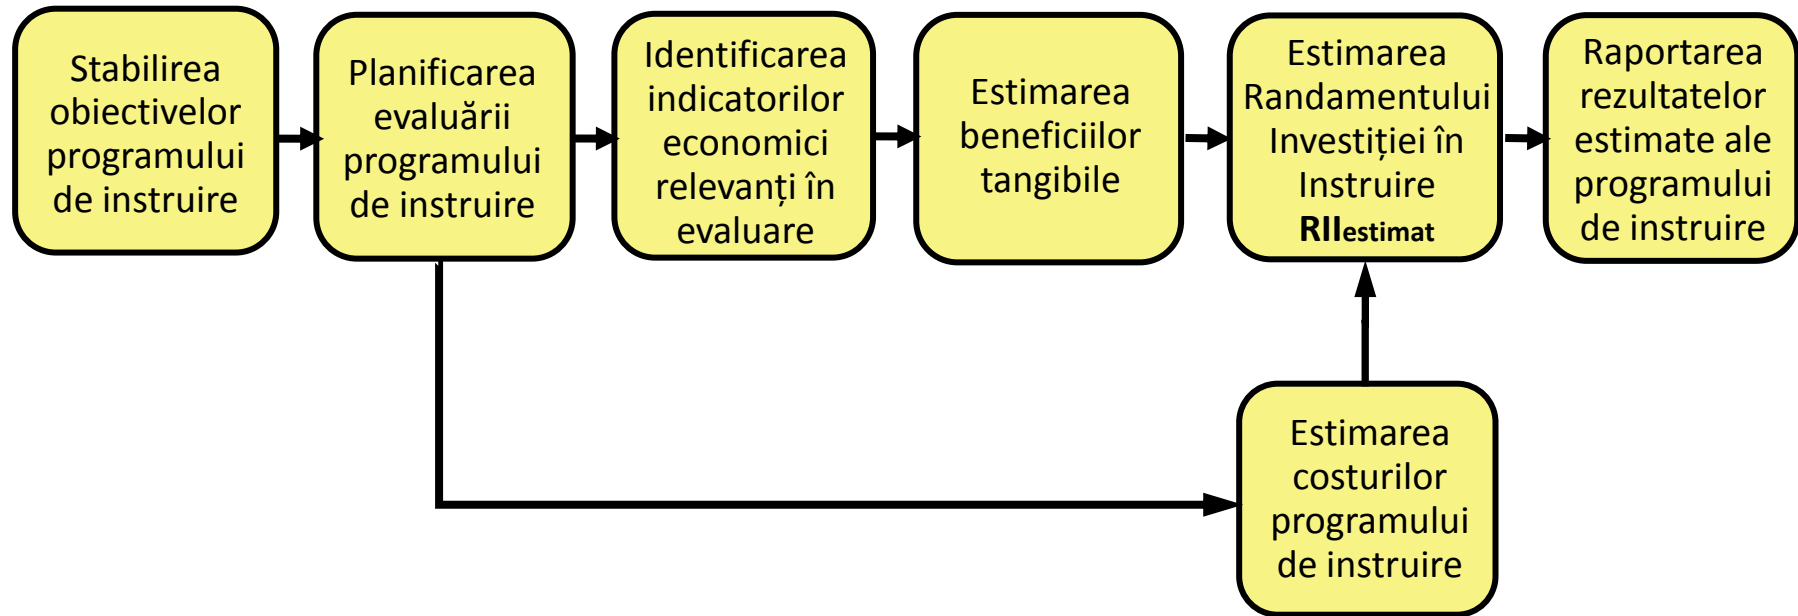 Stabilirea
obiectivelor
programului
de instruire
Planificarea
evaluării
programului
de instruire
Identificarea
indicatorilor
economici
relevanți în
evaluare
Estimarea
beneficiilor
tangibile
Estimarea
Randamentului
Investiției în
Instruire
RIIestimat
Raportarea
rezultatelor
estimate ale
programului
de instruire
Estimarea
costurilor
programului
de instruire